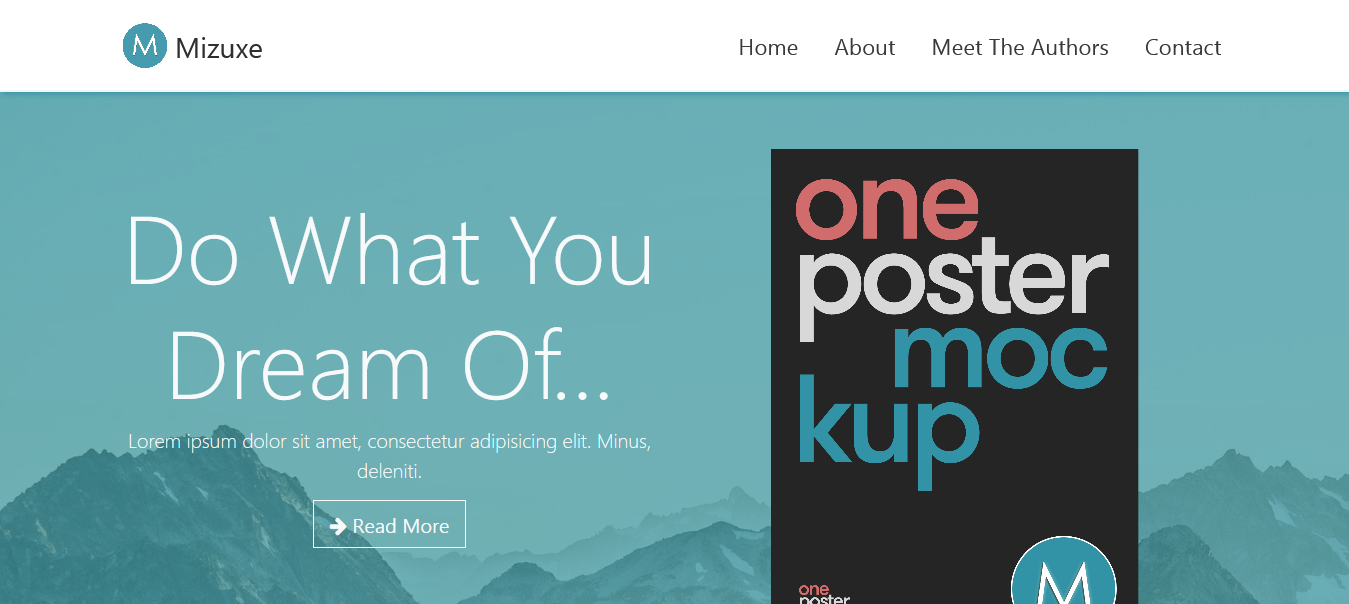 M Mizuxe
Home About Meet The Authors Contact
Do What You
Dream Of...
Lorem ipsum dolor sit amet, consectetur adipisicing elit. Minus,
deleniti.
Read More
one
poster
moc
kup
one
poster
M